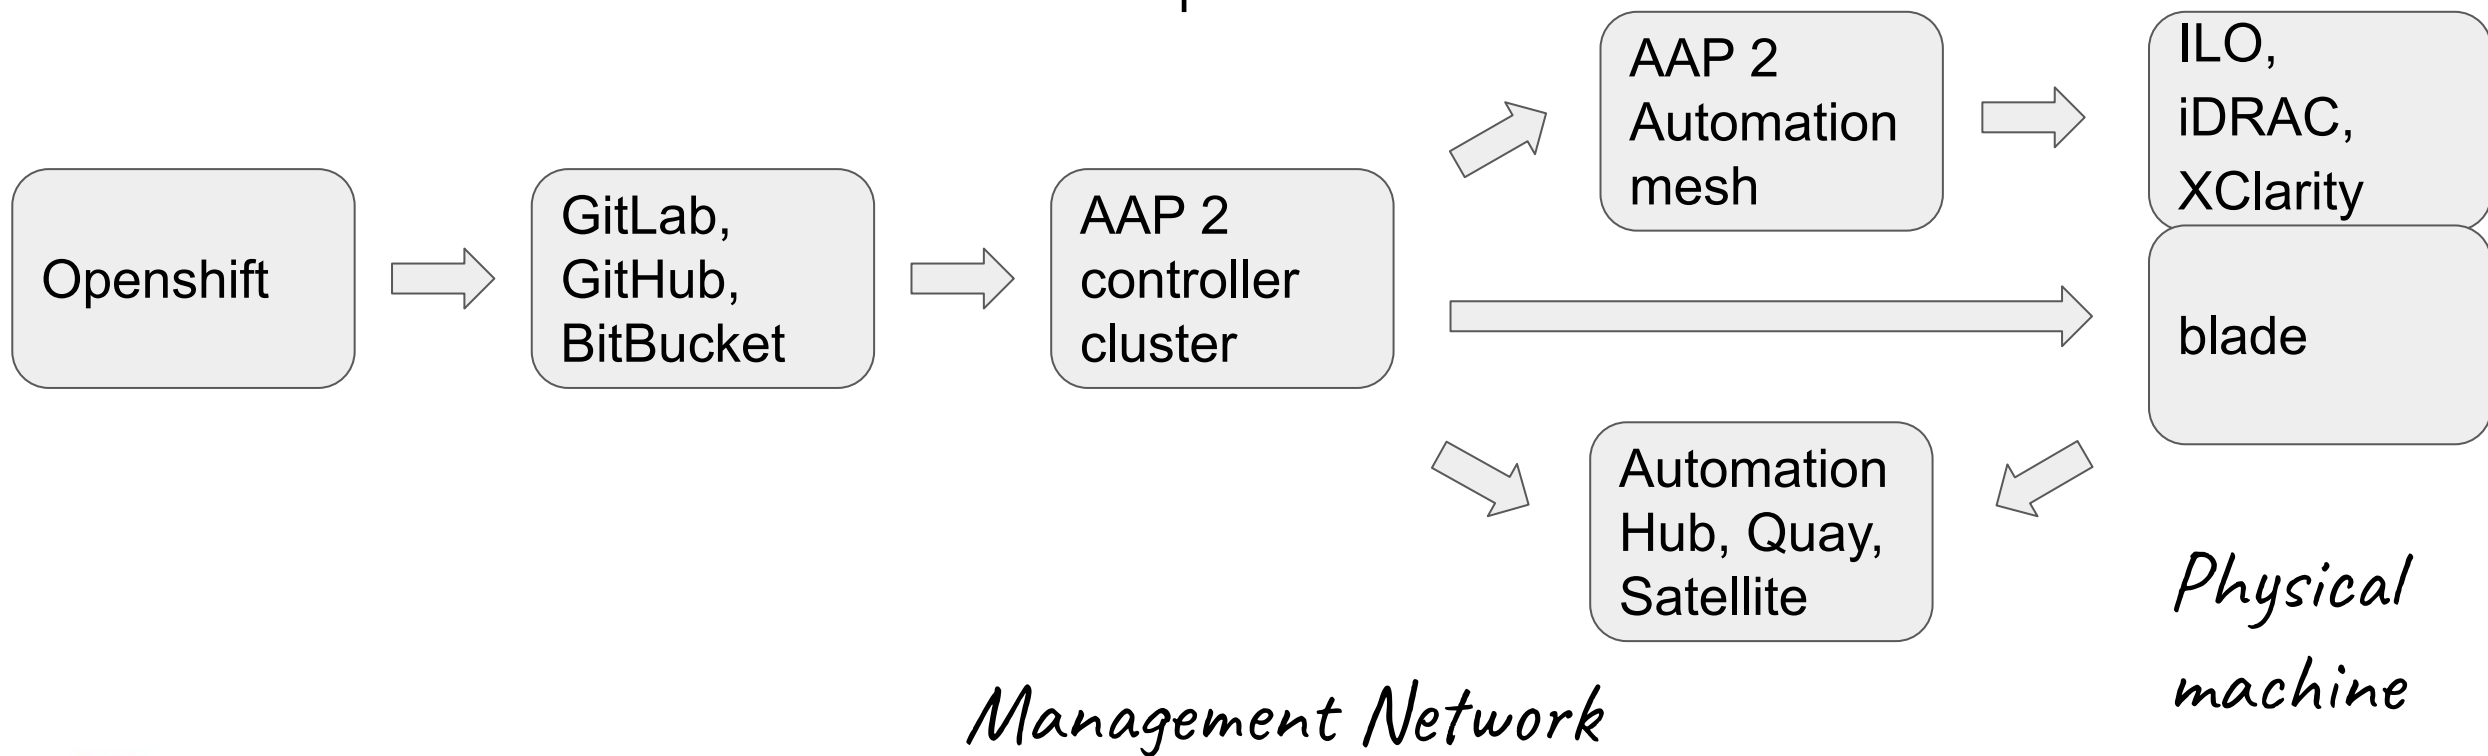 Openshift
GitLab,
GitHub,
BitBucket
AAP 2
controller
cluster
AAP 2
Automation
mesh
ILO,
iDRAC,
XClarity
blade
Automation
Hub, Quay,
Satellite
Physical
machine
Management Network